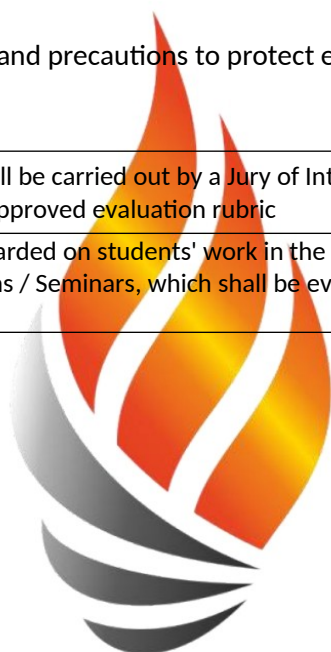 and precautions to protect e
ll be carried out by a Jury of Int
pproved evaluation rubric
arded on students' work in the
ns / Seminars, which shall be ev